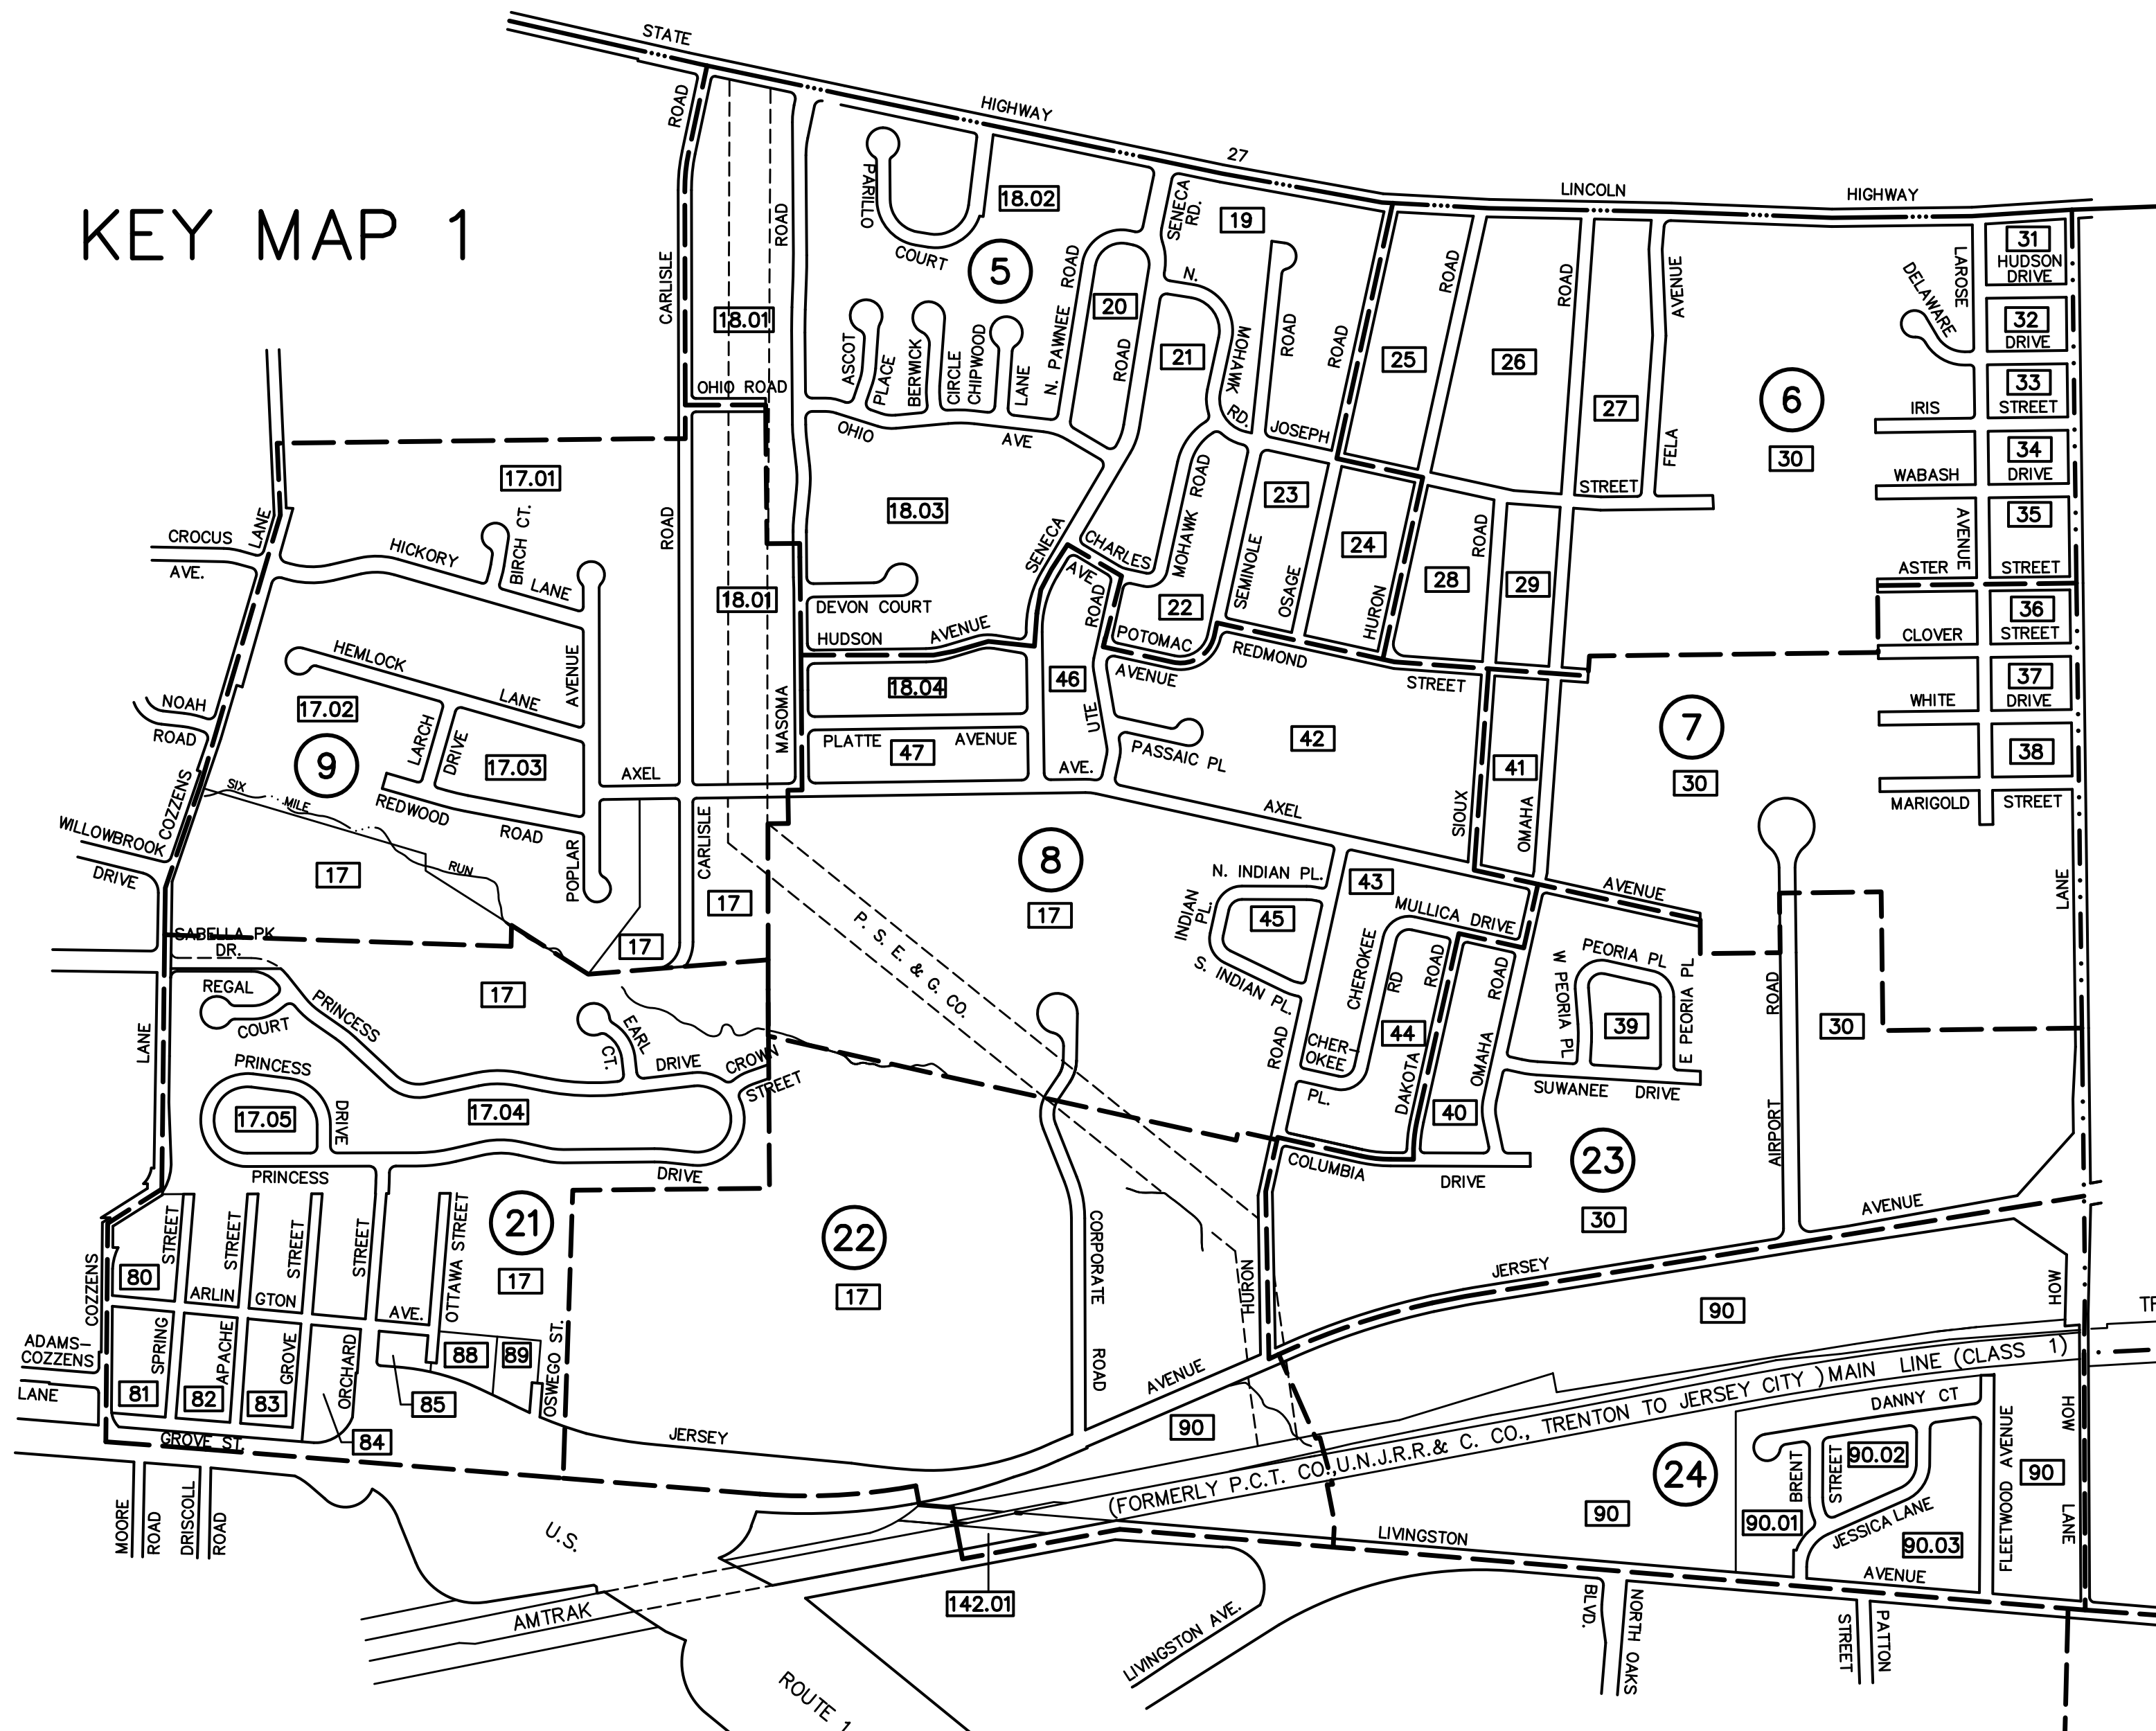 STATE
HIGHWAY
27
LINCOLN
HIGHWAY
KEY MAP 1
ROAD
CARLISLE
ROAD
PARILLO
COURT
18.02
5
SENECA
RD.
19
N.
MOHAWK
RD.
ROAD
ROAD
JOSEPH
ROAD
ROAD
AVENUE
FELA
STREET
LAROSE
DELAWARE
31
HUDSON
DRIVE
32
DRIVE
33
STREET
IRIS
34
DRIVE
WABASH
35
AVENUE
ASTER
STREET
36
STREET
CLOVER
37
DRIVE
WHITE
38
MARIGOLD
STREET
18.01
OHIO ROAD
ASCOT
PLACE
BERWICK
CIRCLE
CHIPWOOD
LANE
N. PAWNEE
ROAD
20
ROAD
21
25
26
27
6
30
OHIO
AVE
17.01
ROAD
18.03
SENECA
CHARLES
AVE
ROAD
MOHAWK
ROAD
23
SEMINOLE
OSAGE
24
HURON
28
ROAD
29
CROCUS
AVE.
LANE
HICKORY
BIRCH CT.
LANE
18.01
DEVON COURT
HUDSON
AVENUE
22
POTOMAC
AVENUE
REDMOND
STREET
HEMLOCK
LANE
AVENUE
17.02
NOAH
ROAD
9
LARCH
DRIVE
17.03
AXEL
MASOMA
18.04
46
PLATTE
AVENUE
47
UTE
AVE.
PASSAIC PL
42
41
7
30
AXEL
SIOUX
OMAHA
AVENUE
COZZENS
SIX
MILE
RUN
REDWOOD
ROAD
POPLAR
CARLISLE
WILLOWBROOK
DRIVE
17
17
17
8
17
N. INDIAN PL.
INDIAN
PL.
45
S. INDIAN PL.
43
MULLICA DRIVE
CHEROKEE
RD
ROAD
ROAD
W PEORIA PL
PEORIA PL
E PEORIA PL
39
ROAD
30
LANE
P. S. E. & G. CO.
SABELLA PK
DR.
REGAL
COURT
PRINCESS
17
EARL
CT.
DRIVE
CROWN
STREET
LANE
PRINCESS
17.05
DRIVE
17.04
PRINCESS
DRIVE
ROAD
CHER-
OKEE
PL.
44
DAKOTA
OMAHA
40
SUWANEE
DRIVE
COLUMBIA
DRIVE
23
30
AIRPORT
AVENUE
JERSEY
STREET
STREET
STREET
STREET
OTTAWA STREET
21
17
22
17
CORPORATE
ROAD
HURON
80
COZZENS
ARLIN
GTON
AVE.
ADAMS-
COZZENS
LANE
SPRING
APACHE
GROVE
ORCHARD
81
82
83
84
85
88
89
OSWEGO ST.
GROVE ST.
JERSEY
AVENUE
90
90
HOW
TR
(FORMERLY P.C.T. CO.,U.N.J.R.R.& C. CO., TRENTON TO JERSEY CITY )MAIN LINE (CLASS 1)
DANNY CT
24
BRENT
STREET
90.02
FLEETWOOD AVENUE
HOW
LANE
90
90
90.01
JESSICA LANE
90.03
LIVINGSTON
AVENUE
MOORE
ROAD
DRISCOLL
ROAD
U.S.
AMTRAK
ROUTE 1
142.01
LIVINGSTON AVE.
BLVD.
NORTH OAKS
STREET
PATTON